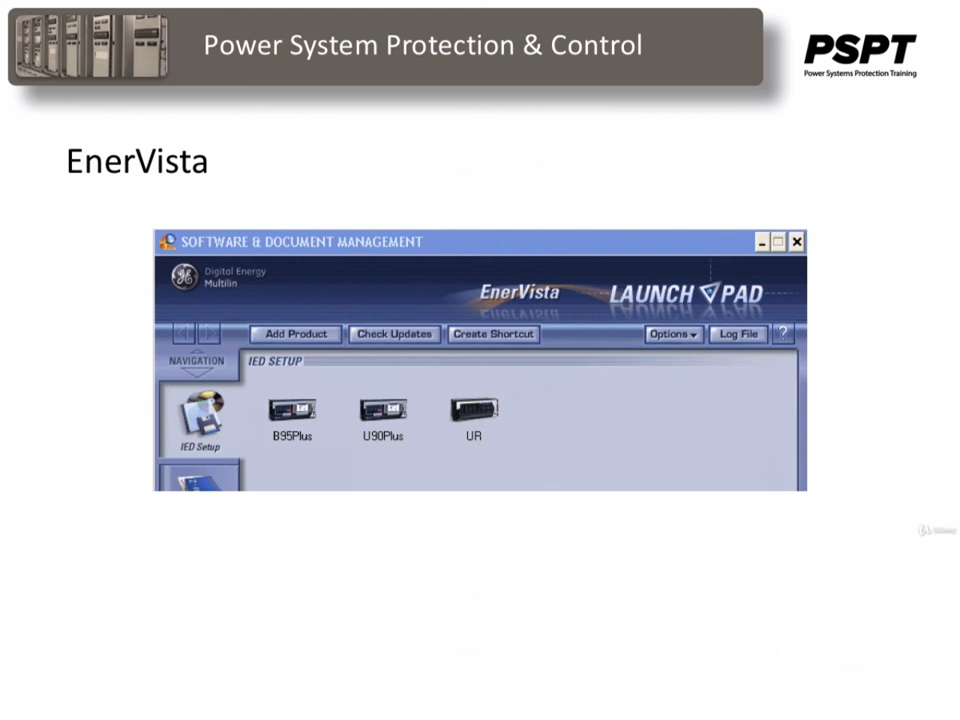 Power System Protection & Control
PSPT
Power Systems Protection Training
EnerVista
SOFTWARE & DOCUMENT MANAGEMENT
Digital Energy
Multilin
EnerVista LAUNCH PAD
Add Product Check Updates Create Shortcut Options Log File ?
NAVIGATION
IED SETUP
IED Setup
B95Plus U90Plus UR
Udemy